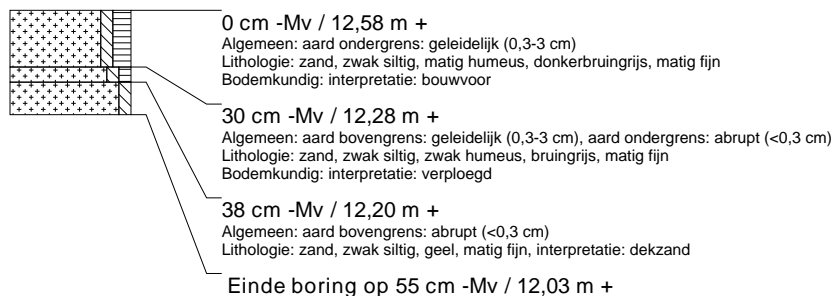 0 cm -Mv / 12,58 m +
Algemeen: aard ondergrens: geleidelijk (0,3-3 cm)
Lithologie: zand, zwak siltig, matig humeus, donkerbruingrijs, matig fijn
Bodemkundig: interpretatie: bouwvoor
30 cm -Mv / 12,28 m +
Algemeen: aard bovengrens: geleidelijk (0,3-3 cm), aard ondergrens: abrupt (<0,3 cm)
Lithologie: zand, zwak siltig, zwak humeus, bruingrijs, matig fijn
Bodemkundig: interpretatie: verploegd
38 cm -Mv / 12,20 m +
Algemeen: aard bovengrens: abrupt (<0,3 cm)
Lithologie: zand, zwak siltig, geel, matig fijn, interpretatie: dekzand
Einde boring op 55 cm -Mv / 12,03 m +